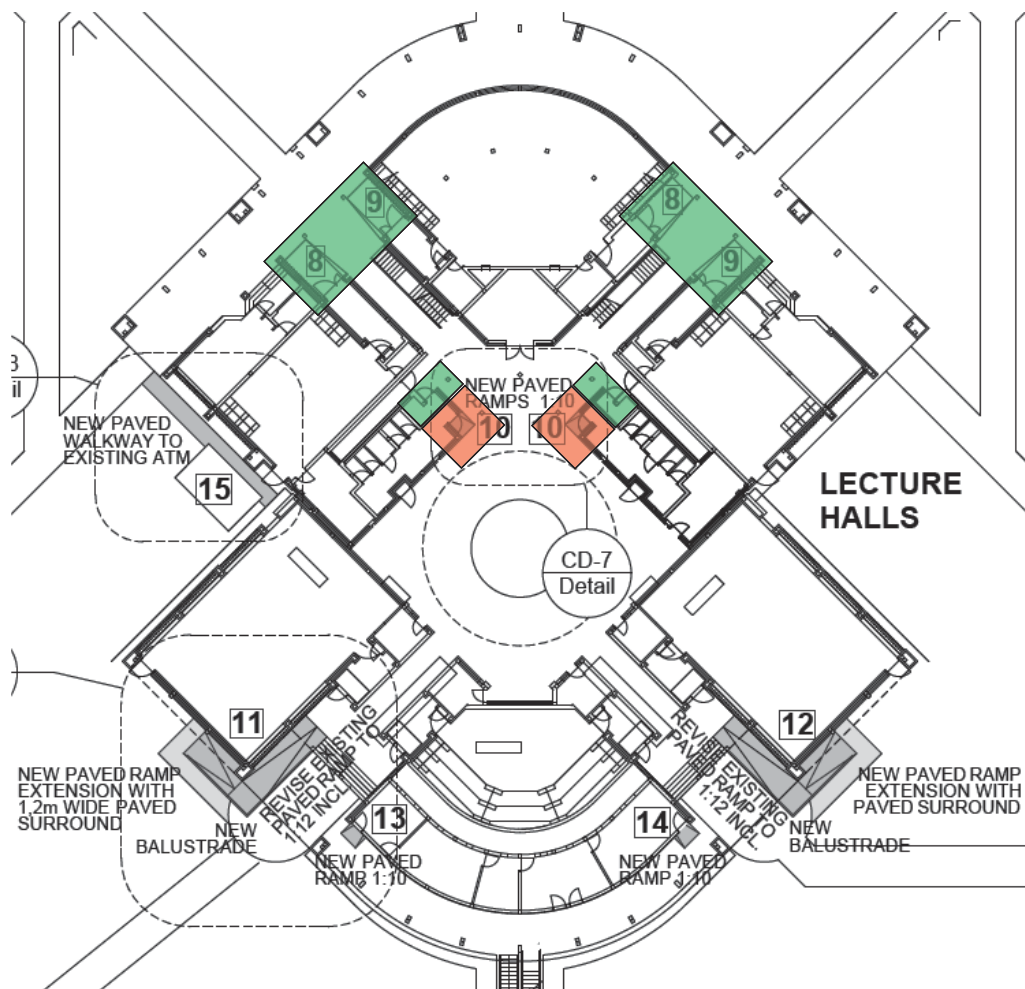 9
8
8
9
3
il
NEW PAVED
RAMPS 1:10
10
10
NEW PAVED
WALKWAY TO
EXISTING ATM
15
LECTURE
HALLS
CD-7
Detail
11
12
NEW PAVED RAMP
EXTENSION WITH
1,2m WIDE PAVED
SURROUND
REVISE EXISTING
PAVED RAMP TO
1:12 INCL.
NEW
BALUSTRADE
13
NEW PAVED
RAMP 1:10
14
NEW PAVED
RAMP 1:10
REVISE EXISTING
PAVED RAMP TO
1:12 INCL.
NEW
BALUSTRADE
NEW PAVED RAMP
EXTENSION WITH
PAVED SURROUND